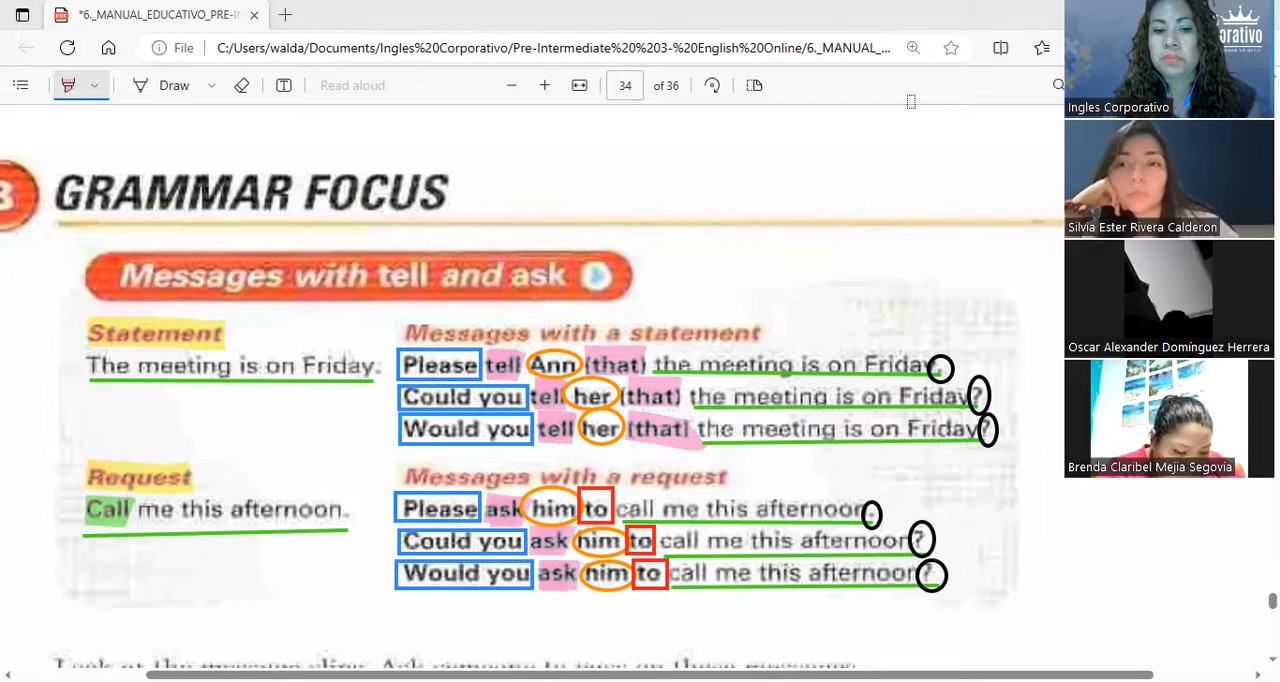 *6._MANUAL_EDUCATIVO_PRE-IN
File C:/Users/walda/Documents/Ingles%20Corporativo/Pre-Intermediate%20%203-%20English%20Online/6._MANUAL_...
Draw Read aloud 34 of 36
GRAMMAR FOCUS
Messages with tell and ask
Statement Messages with a statement
The meeting is on Friday. Please tell Ann (that) the meeting is on Friday.
Could you tell her (that) the meeting is on Friday?
Would you tell her (that) the meeting is on Friday?
Request Messages with a request
Call me this afternoon. Please ask him to call me this afternoon.
Could you ask him to call me this afternoon?
Would you ask him to call me this afternoon?
Ingles Corporativo
Silvia Ester Rivera Calderon
Oscar Alexander Domínguez Herrera
Brenda Claribel Mejia Segovia